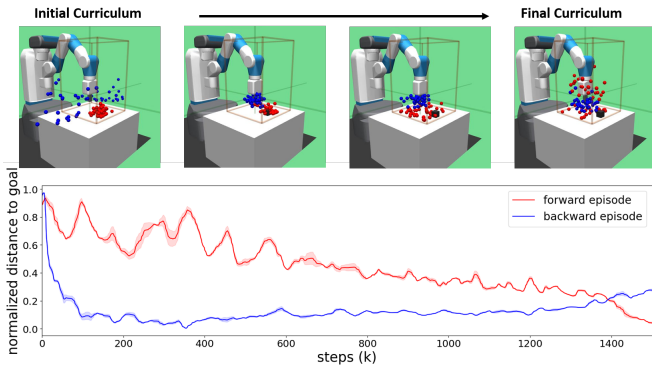 Initial Curriculum
Final Curriculum
normalized distance to goal
1.0
0.8
0.6
0.4
0.2
0.0
forward episode
backward episode
0
200
400
600
800
1000
1200
1400
steps (k)